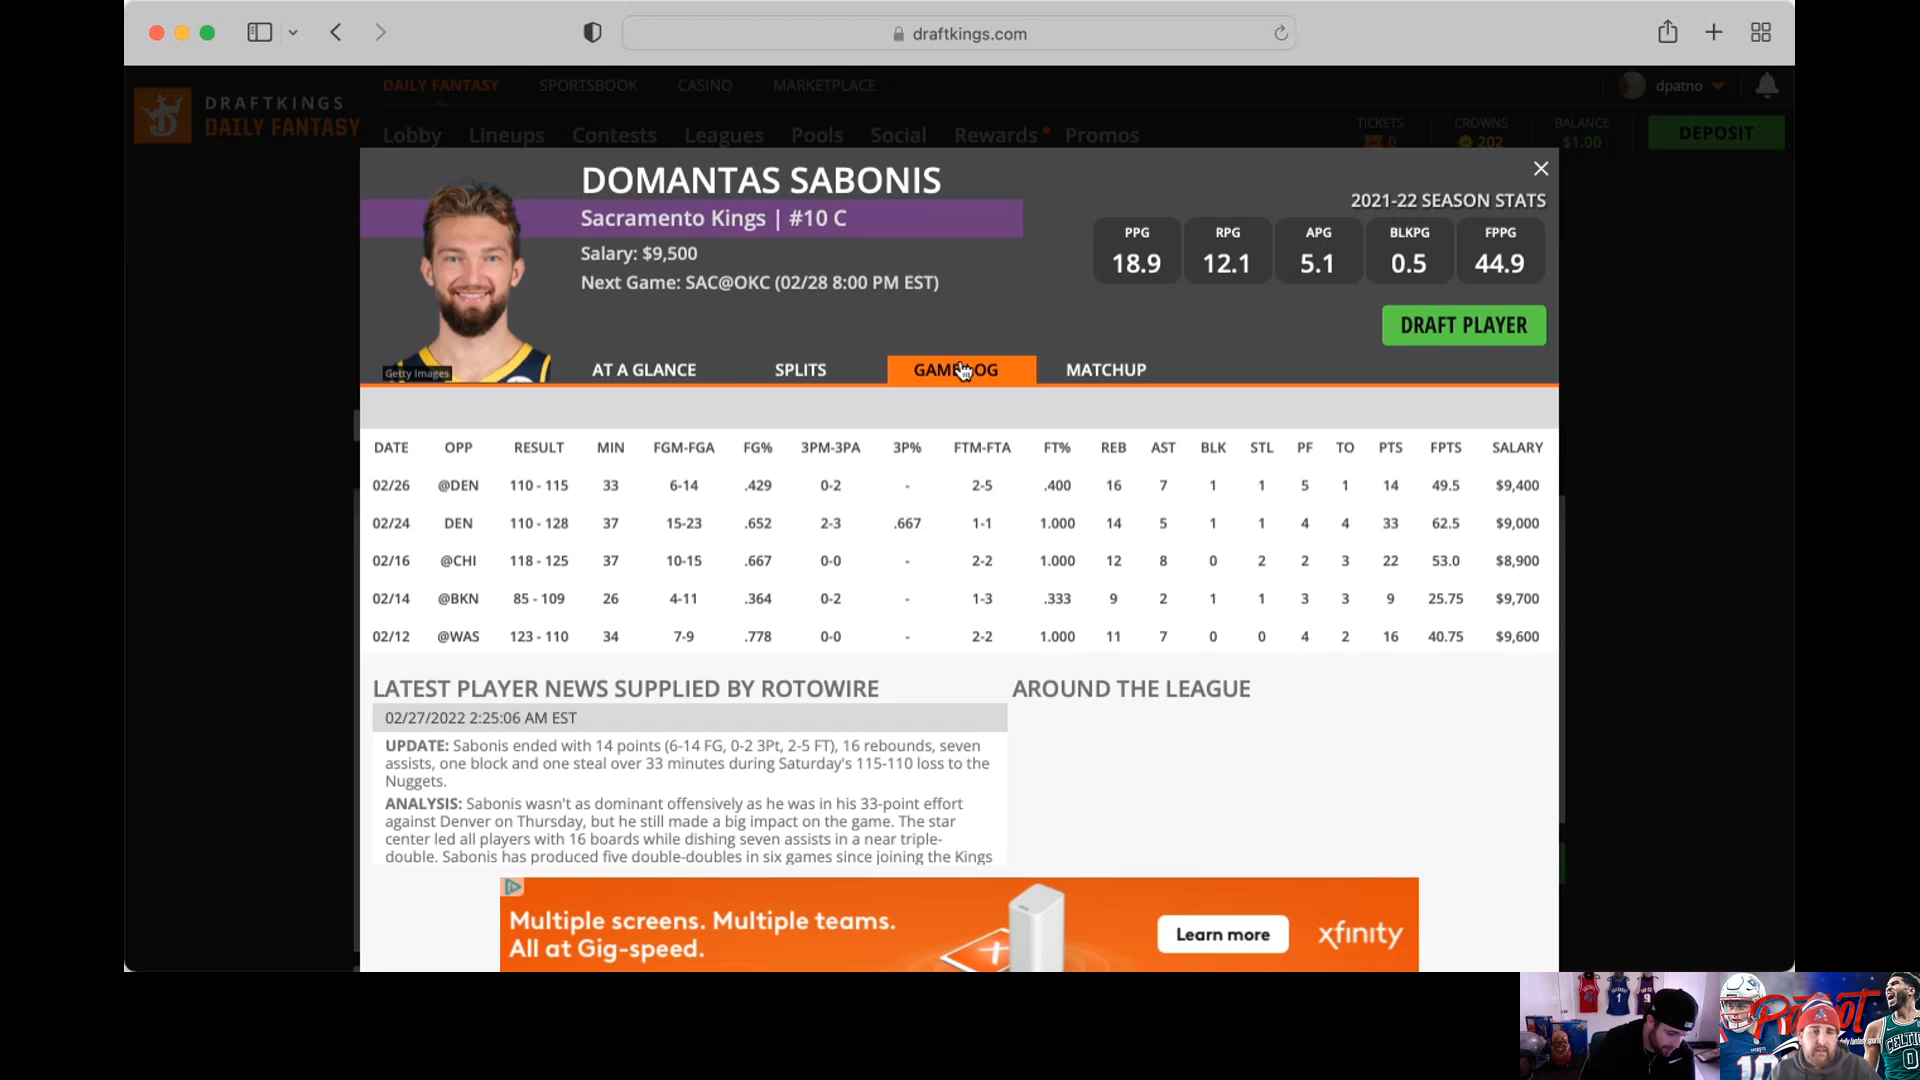 draftkings.com
DRAFTKINGS
DAILY FANTASY
DAILY FANTASY SPORTSBOOK CASINO MARKETPLACE
Lobby Lineups Contests Leagues Pools Social Rewards Promos
dpatno
TICKETS CROWNS BALANCE
0 202 $1.00
DEPOSIT
DOMANTAS SABONIS
Sacramento Kings | #10 C
Salary: $9,500
Next Game: SAC@OKC (02/28 8:00 PM EST)
Getty Images
2021-22 SEASON STATS
PPG RPG APG BLKPG FPPG
18.9 12.1 5.1 0.5 44.9
DRAFT PLAYER
AT A GLANCE SPLITS GAME LOG MATCHUP
DATE OPP RESULT MIN FGM-FGA FG% 3PM-3PA 3P% FTM-FTA FT% REB AST BLK STL PF TO PTS FPTS SALARY
02/26 @DEN 110 - 115 33 6-14 .429 0-2 - 2-5 .400 16 7 1 1 5 1 14 49.5 $9,400
02/24 DEN 110 - 128 37 15-23 .652 2-3 .667 1-1 1.000 14 5 1 1 4 4 33 62.5 $9,000
02/16 @CHI 118 - 125 37 10-15 .667 0-0 - 2-2 1.000 12 8 0 2 2 3 22 53.0 $8,900
02/14 @BKN 85 - 109 26 4-11 .364 0-2 - 1-3 .333 9 2 1 1 3 3 9 25.75 $9,700
02/12 @WAS 123 - 110 34 7-9 .778 0-0 - 2-2 1.000 11 7 0 0 4 2 16 40.75 $9,600
LATEST PLAYER NEWS SUPPLIED BY ROTOWIRE
02/27/2022 2:25:06 AM EST
UPDATE: Sabonis ended with 14 points (6-14 FG, 0-2 3Pt, 2-5 FT), 16 rebounds, seven
assists, one block and one steal over 33 minutes during Saturday's 115-110 loss to the
Nuggets.
ANALYSIS: Sabonis wasn't as dominant offensively as he was in his 33-point effort
against Denver on Thursday, but he still made a big impact on the game. The star
center led all players with 16 boards while dishing seven assists in a near triple-
double. Sabonis has produced five double-doubles in six games since joining the Kings
AROUND THE LEAGUE
Multiple screens. Multiple teams.
All at Gig-speed.
Learn more
xfinity